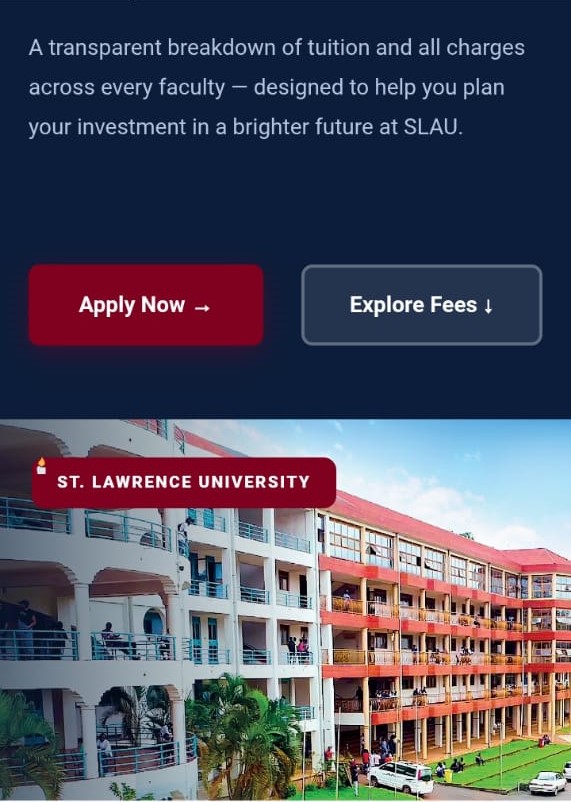 A transparent breakdown of tuition and all charges
across every faculty — designed to help you plan
your investment in a brighter future at SLAU.
Apply Now →
Explore Fees ↓
ST. LAWRENCE UNIVERSITY